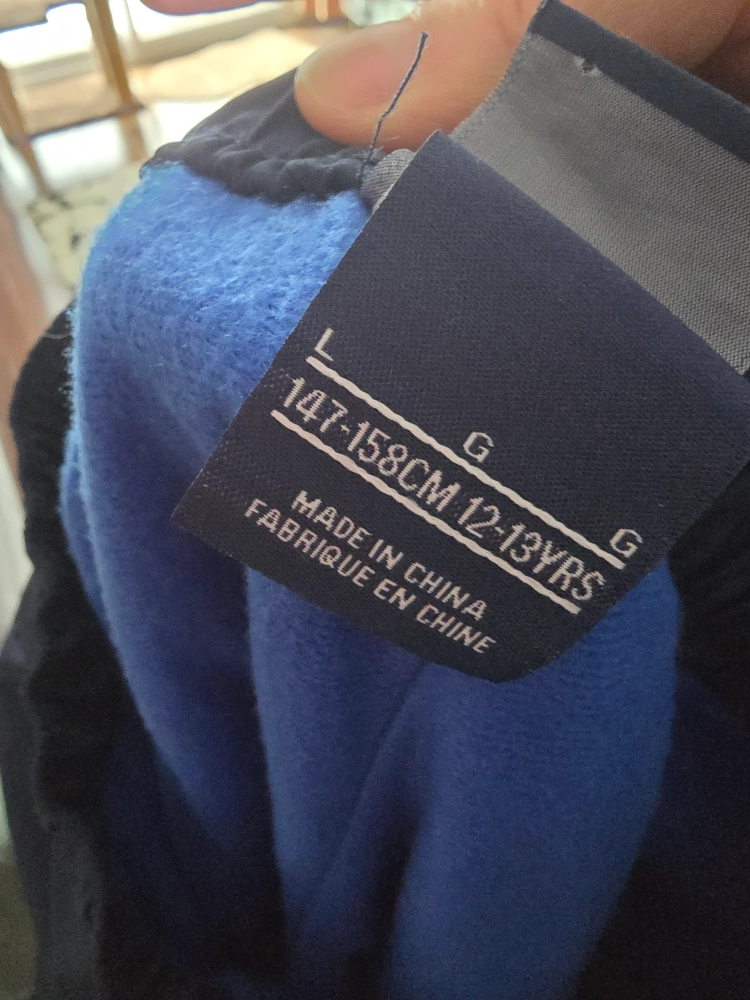 L G G
147-158CM 12-13YRS
MADE IN CHINA
FABRIQUE EN CHINE